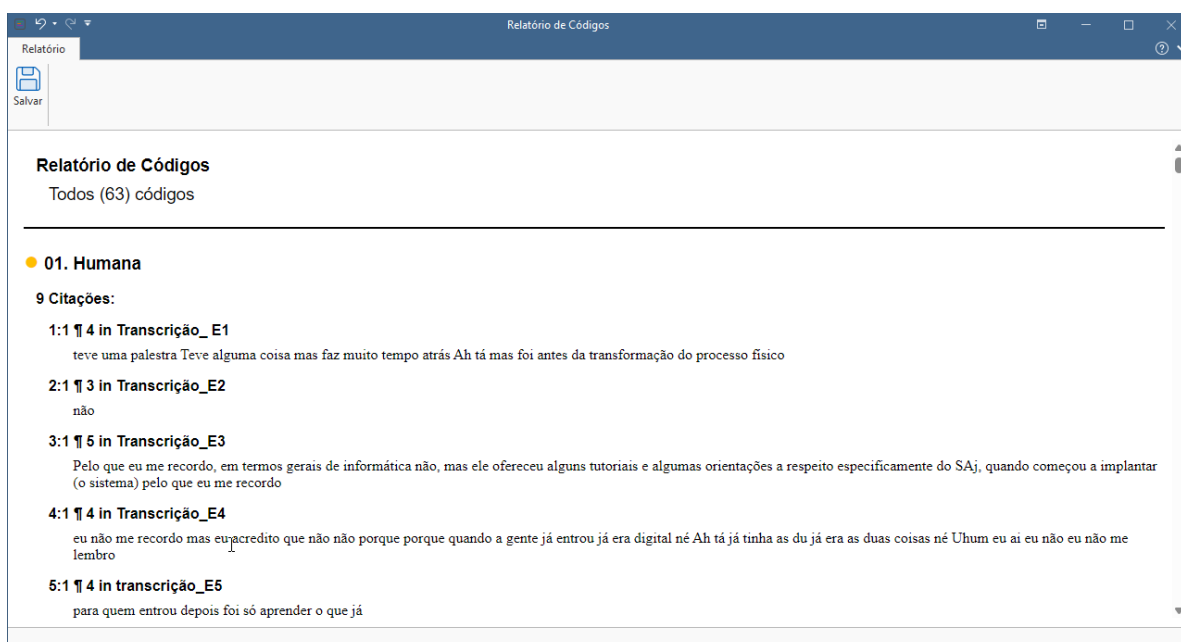 Relatório de Códigos
Relatório
Salvar
Relatório de Códigos
Todos (63) códigos
01. Humana
9 Citações:
1:1 ¶ 4 in Transcrição_ E1
teve uma palestra Teve alguma coisa mas faz muito tempo atrás Ah tá mas foi antes da transformação do processo físico
2:1 ¶ 3 in Transcrição_E2
não
3:1 ¶ 5 in Transcrição_E3
Pelo que eu me recordo, em termos gerais de informática não, mas ele ofereceu alguns tutoriais e algumas orientações a respeito especificamente do SAj, quando começou a implantar
(o sistema) pelo que eu me recordo
4:1 ¶ 4 in Transcrição_E4
eu não me recordo mas eu acredito que não não porque porque quando a gente já entrou já era digital né Ah tá já tinha as du já era as duas coisas né Uhum eu ai eu não eu não me
lembro
5:1 ¶ 4 in transcrição_E5
para quem entrou depois foi só aprender o que já